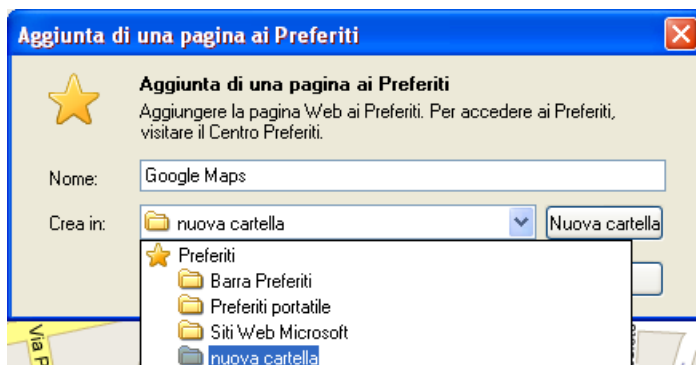 Aggiunta di una pagina ai Preferiti
Aggiunta di una pagina ai Preferiti
Aggiungere la pagina Web ai Preferiti. Per accedere ai Preferiti,
visitare il Centro Preferiti.
Nome: Google Maps
Crea in: nuova cartella Nuova cartella
Preferiti
Barra Preferiti
Preferiti portatile
Siti Web Microsoft
nuova cartella
Via